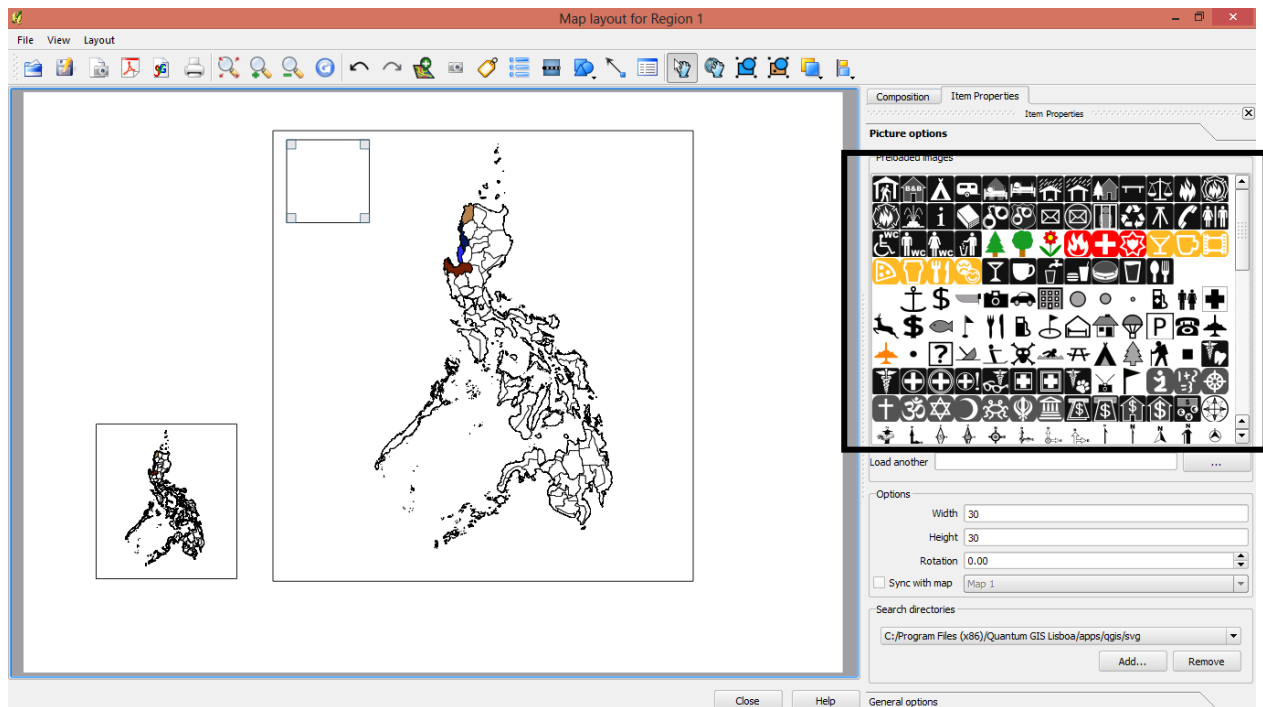 Map layout for Region 1
File View Layout
Composition Item Properties
Item Properties
Picture options
Preloaded images
Load another
...
Options
Width 30
Height 30
Rotation 0.00
Sync with map Map 1
Search directories
C:/Program Files (x86)/Quantum GIS Lisboa/apps/qgis/svg
Add... Remove
Close Help General options